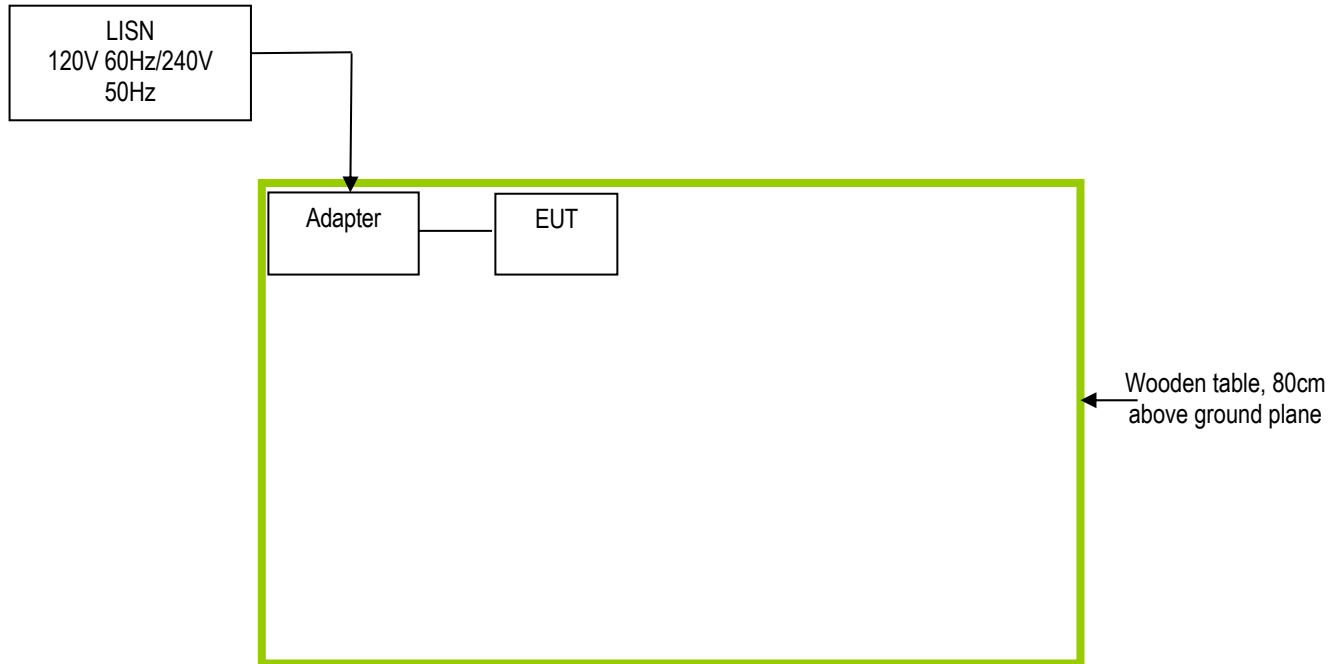 LISN
120V 60Hz/240V
50Hz
Adapter
EUT
Wooden table, 80cm
above ground plane